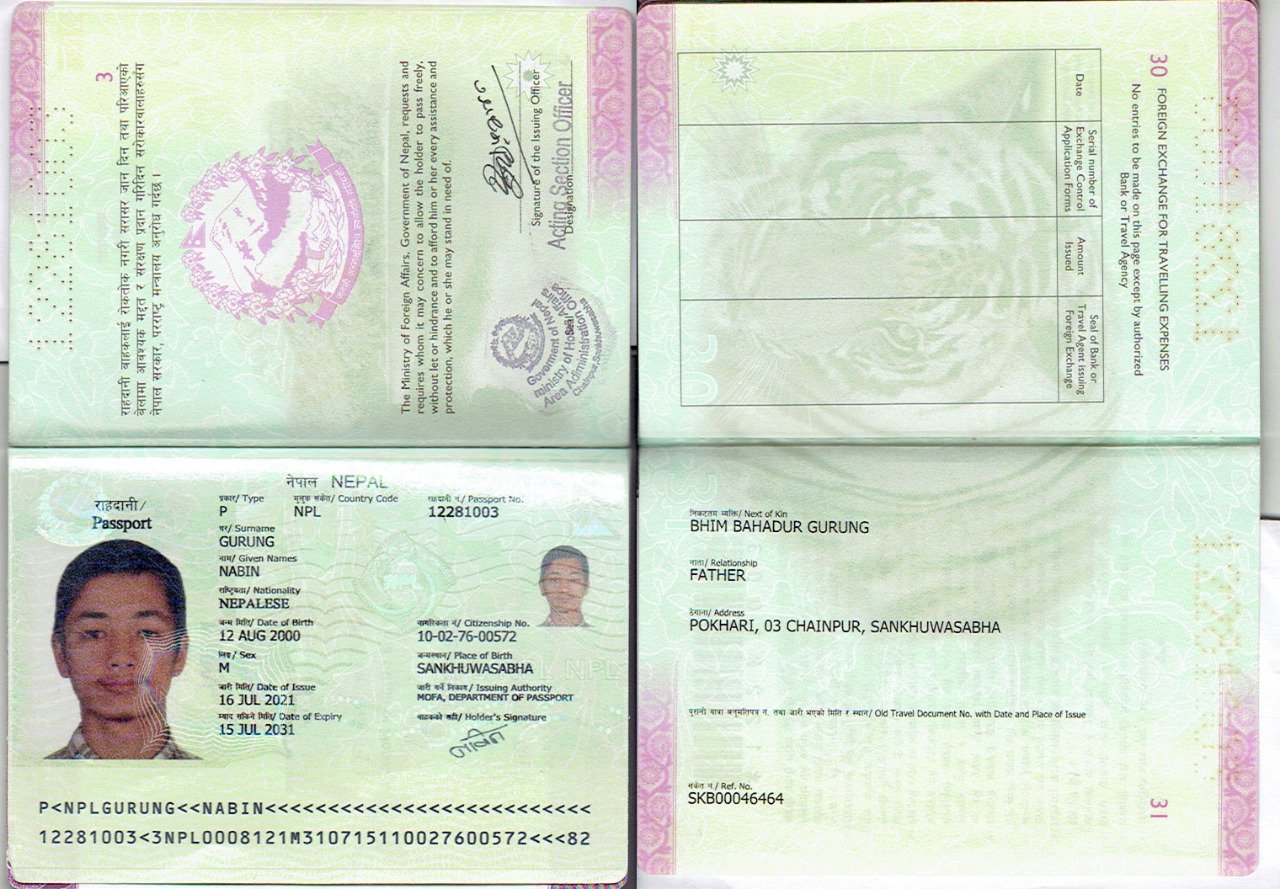 3
राहदानी वाहकलाई रोकतोक नगरी सरासर जान दिन तथा परिआएको
बेलामा आवश्यक मद्दत र संरक्षण प्रदान गरिदिन सरोकारवालाहरूसँग
नेपाल सरकार, परराष्ट्र मन्त्रालय अनुरोध गर्दछ ।
The Ministry of Foreign Affairs, Government of Nepal, requests and
requires whom it may concern to allow the holder to pass freely,
without let or hindrance and to afford him or her every assistance and
protection, which he or she may stand in need of.
Signature of the Issuing Officer
Acting Section Officer
Designation
Seal
Goverment of Nepal
ministry of Home Affairs
Area Administration Office
Chainpur, Sankhuwasabha
30 FOREIGN EXCHANGE FOR TRAVELLING EXPENSES
No entries to be made on this page except by authorized
Bank or Travel Agency
Date
Serial number of
Exchange Control
Application Forms
Amount
Issued
Seal of Bank or
Travel Agent issuing
Foreign Exchange
नेपाल NEPAL
राहदानी/
Passport
प्रकार/ Type
P
मुलुक संकेत/ Country Code
NPL
राहदानी नं./ Passport No.
12281003
थर/ Surname
GURUNG
नाम/ Given Names
NABIN
राष्ट्रियता/ Nationality
NEPALESE
जन्म मिति/ Date of Birth
12 AUG 2000
नागरिकता नं./ Citizenship No.
10-02-76-00572
लिङ्ग/ Sex
M
जन्मस्थान/ Place of Birth
SANKHUWASABHA
जारी मिति/ Date of Issue
16 JUL 2021
जारी गर्ने निकाय/ Issuing Authority
MOFA, DEPARTMENT OF PASSPORT
म्याद सकिने मिति/ Date of Expiry
15 JUL 2031
वाहकको सही/ Holder's Signature
नबिन
P<NPLGURUNG<<NABIN<<<<<<<<<<<<<<<<<<<<<<<<<<
12281003<3NPL0008121M31071511002760​0572<<<82
निकटतम व्यक्ति/ Next of Kin
BHIM BAHADUR GURUNG
नाता/ Relationship
FATHER
ठेगाना/ Address
POKHARI, 03 CHAINPUR, SANKHUWASABHA
पुरानो यात्रा अनुमतिपत्र नं. तथा जारी भएको मिति र स्थान/ Old Travel Document No. with Date and Place of Issue
संकेत नं./ Ref. No.
SKB00046464
31